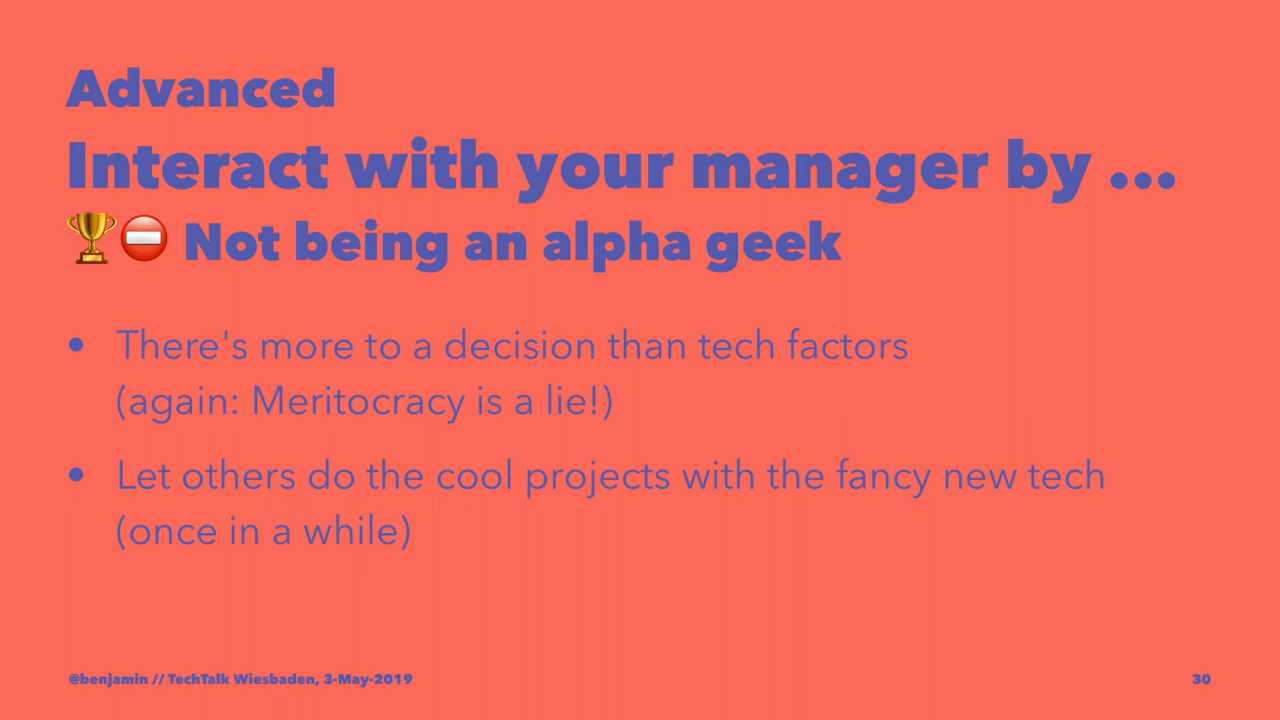 Advanced
Interact with your manager by ...
🏆⛔ Not being an alpha geek
• There's more to a decision than tech factors
(again: Meritocracy is a lie!)
• Let others do the cool projects with the fancy new tech
(once in a while)
@benjamin // TechTalk Wiesbaden, 3-May-2019
30